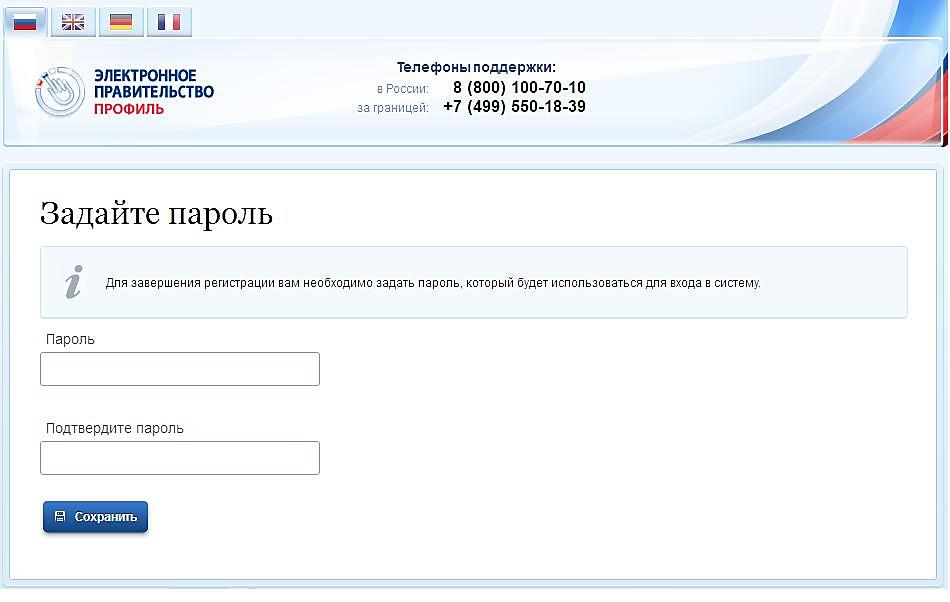 ЭЛЕКТРОННОЕ
ПРАВИТЕЛЬСТВО
ПРОФИЛЬ
Телефоны поддержки:
в России: 8 (800) 100-70-10
за границей: +7 (499) 550-18-39
Задайте пароль
Для завершения регистрации вам необходимо задать пароль, который будет использоваться для входа в систему.
Пароль
Подтвердите пароль
Сохранить